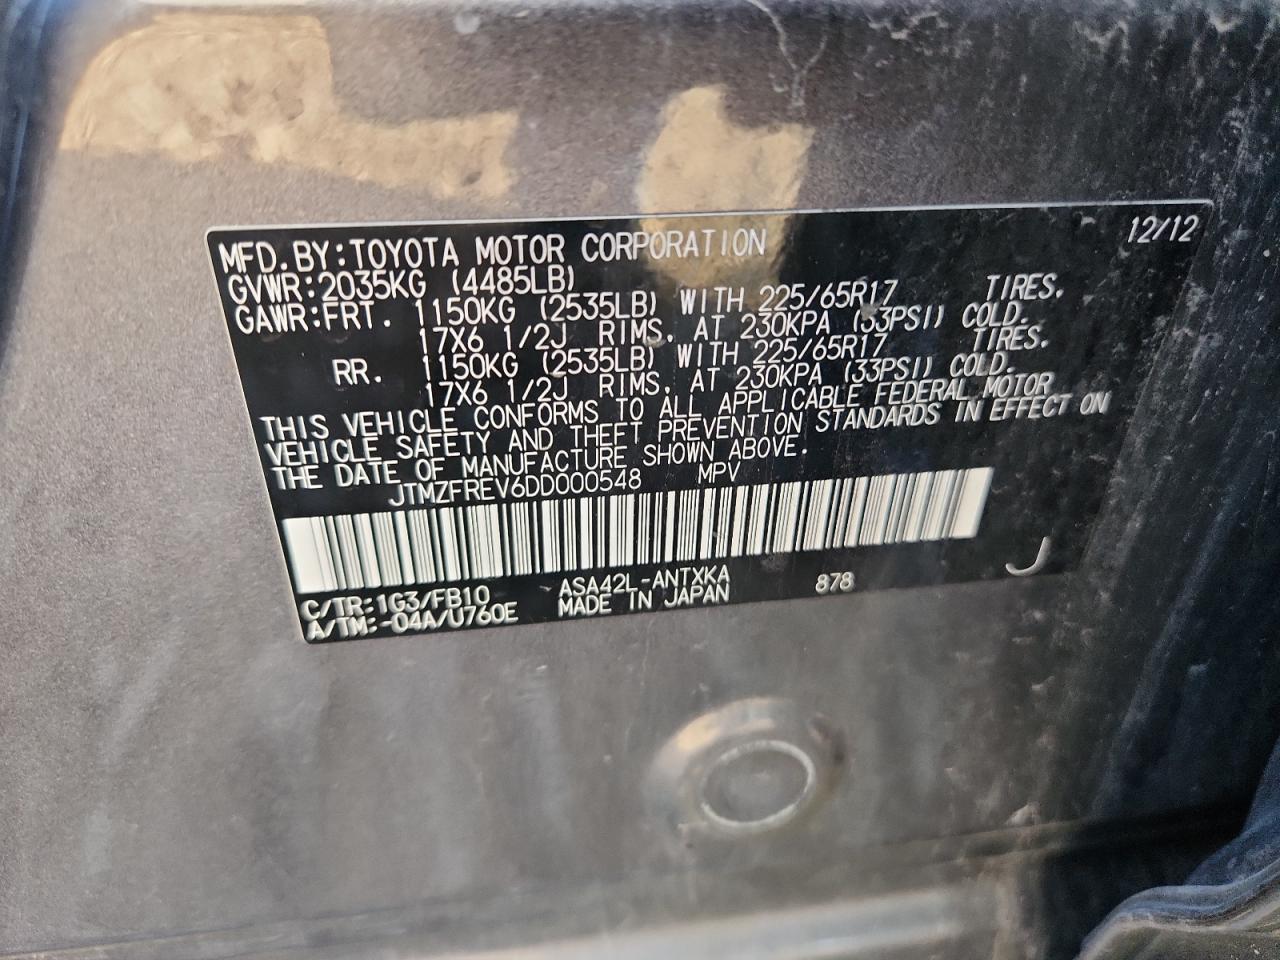 MFD. BY: TOYOTA MOTOR CORPORATION 12/12
GVWR: 2035KG (4485LB)
GAWR: FRT. 1150KG (2535LB) WITH 225/65R17 TIRES.
17X6 1/2J RIMS, AT 230KPA (33PSI) COLD.
RR. 1150KG (2535LB) WITH 225/65R17 TIRES.
17X6 1/2J RIMS, AT 230KPA (33PSI) COLD.
THIS VEHICLE CONFORMS TO ALL APPLICABLE FEDERAL MOTOR
VEHICLE SAFETY AND THEFT PREVENTION STANDARDS IN EFFECT ON
THE DATE OF MANUFACTURE SHOWN ABOVE.
JTMZFREV6DD000548 MPV
J
C/TR: 1G3/FB10 ASA42L-ANTXKA 878
A/TM: -04A/U760E MADE IN JAPAN